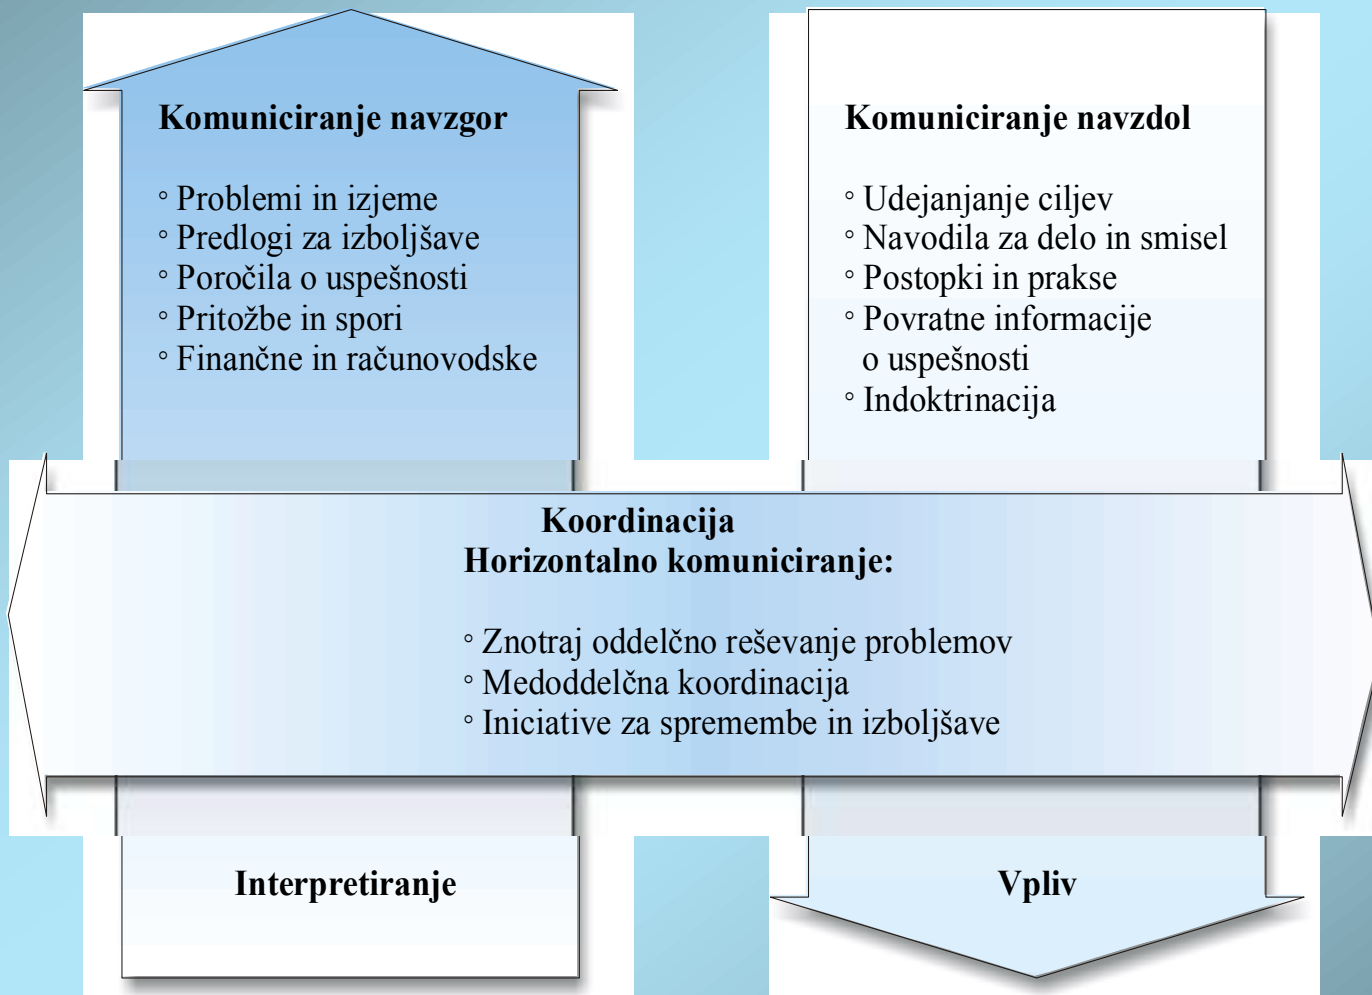 Komuniciranje navzgor
° Problemi in izjeme
° Predlogi za izboljšave
° Poročila o uspešnosti
° Pritožbe in spori
° Finančne in računovodske
Komuniciranje navzdol
° Udejanjanje ciljev
° Navodila za delo in smisel
° Postopki in prakse
° Povratne informacije
o uspešnosti
° Indoktrinacija
Koordinacija
Horizontalno komuniciranje:
° Znotraj oddelčno reševanje problemov
° Medoddelčna koordinacija
° Iniciative za spremembe in izboljšave
Interpretiranje
Vpliv